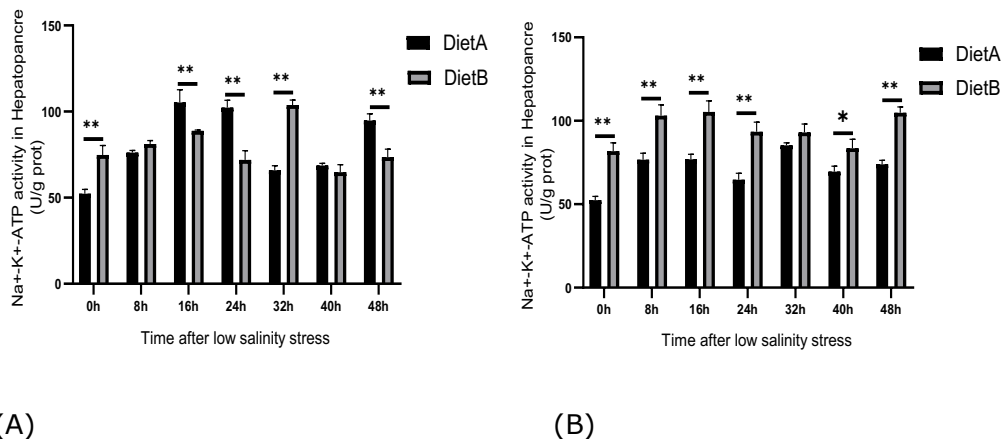 Na+-K+-ATP activity in Hepatopancre
(U/g prot)
150
100
50
0
**
**
**
**
**
0h
8h
16h
24h
32h
40h
48h
Time after low salinity stress
DietA
DietB
(A)
Na+-K+-ATP activity in Hepatopancre
(U/g prot)
150
100
50
0
**
**
**
**
*
**
0h
8h
16h
24h
32h
40h
48h
Time after low salinity stress
DietA
DietB
(B)